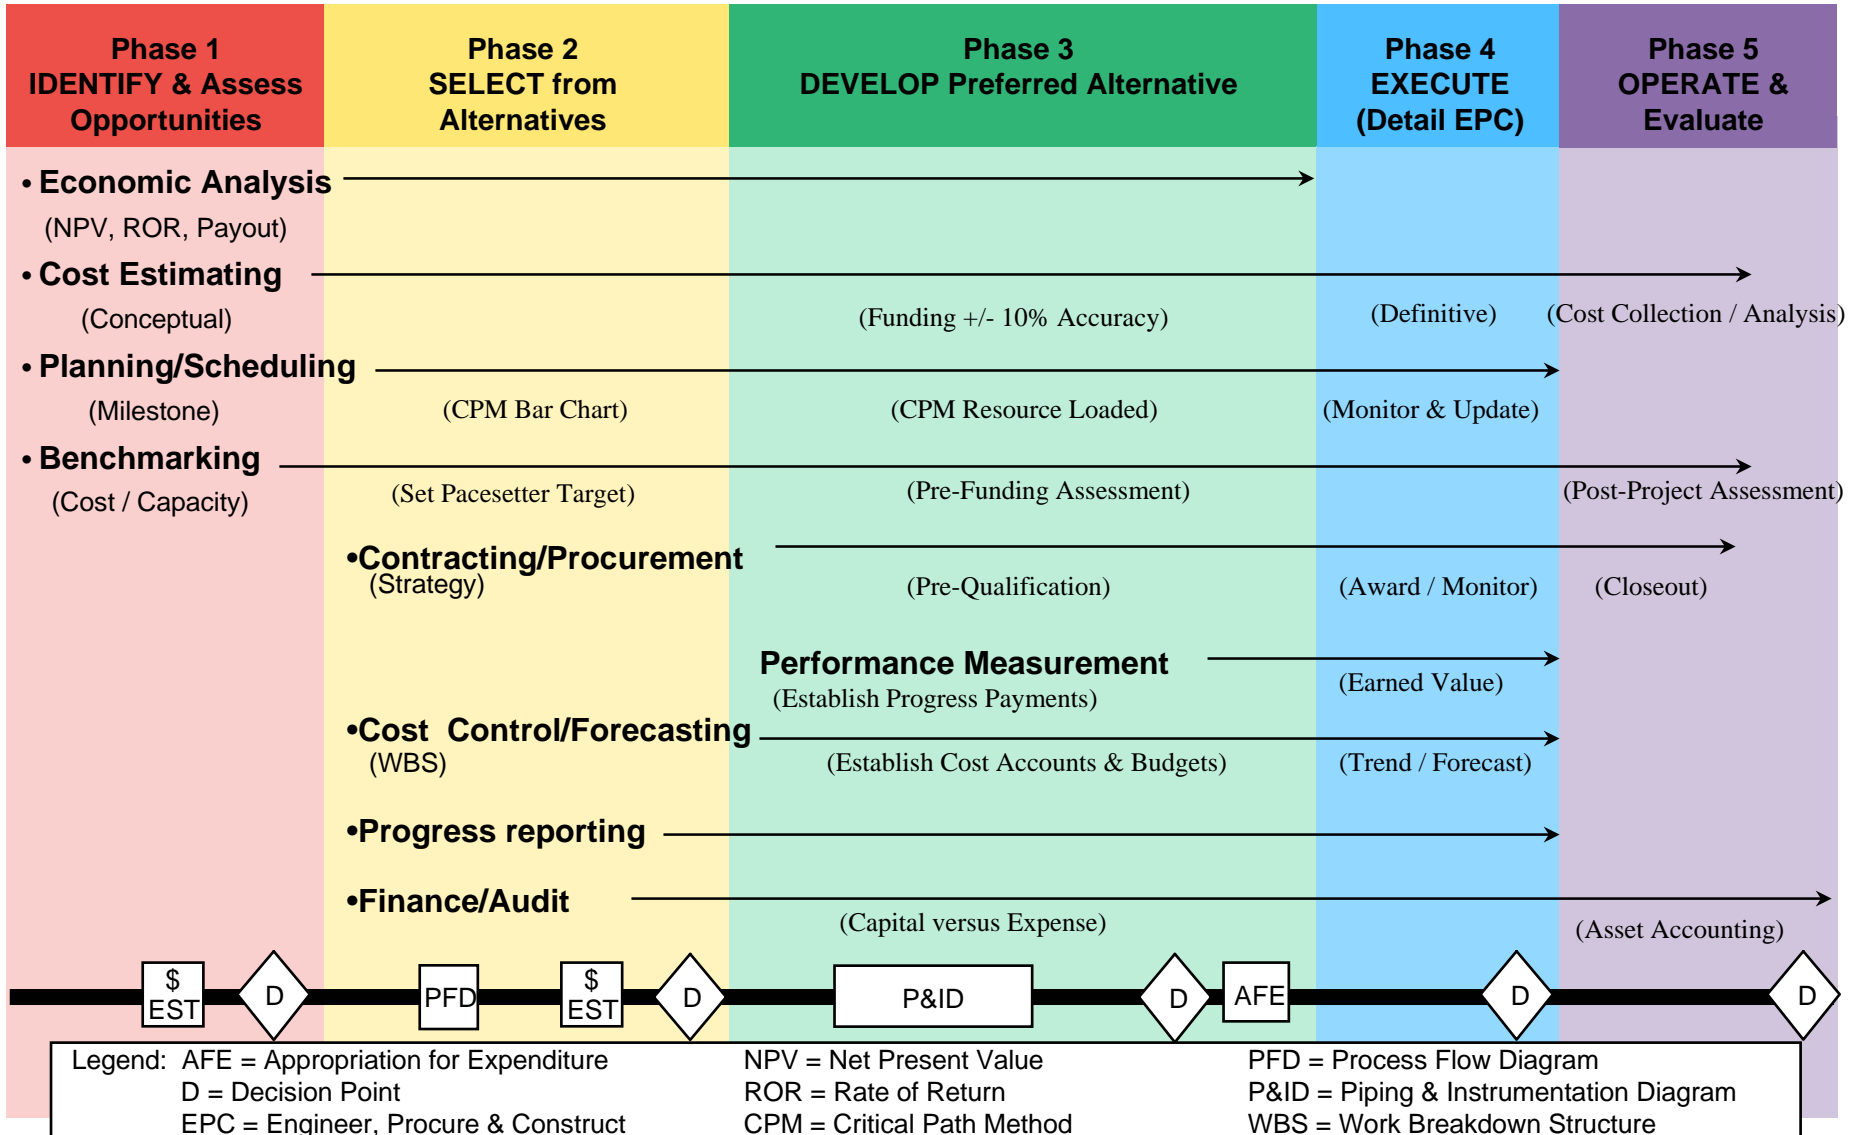 Phase 1
IDENTIFY & Assess
Opportunities
Phase 2
SELECT from
Alternatives
Phase 3
DEVELOP Preferred Alternative
Phase 4
EXECUTE
(Detail EPC)
Phase 5
OPERATE &
Evaluate
• Economic Analysis
(NPV, ROR, Payout)
• Cost Estimating
(Conceptual)
(Funding +/- 10% Accuracy)
(Definitive)
(Cost Collection / Analysis)
• Planning/Scheduling
(Milestone)
(CPM Bar Chart)
(CPM Resource Loaded)
(Monitor & Update)
• Benchmarking
(Cost / Capacity)
(Set Pacesetter Target)
(Pre-Funding Assessment)
(Post-Project Assessment)
•Contracting/Procurement
(Strategy)
(Pre-Qualification)
(Award / Monitor)
(Closeout)
Performance Measurement
(Establish Progress Payments)
(Earned Value)
•Cost Control/Forecasting
(WBS)
(Establish Cost Accounts & Budgets)
(Trend / Forecast)
•Progress reporting
•Finance/Audit
(Capital versus Expense)
(Asset Accounting)
$
EST
D
PFD
$
EST
D
P&ID
D
AFE
D
D
Legend: AFE = Appropriation for Expenditure
D = Decision Point
EPC = Engineer, Procure & Construct
NPV = Net Present Value
ROR = Rate of Return
CPM = Critical Path Method
PFD = Process Flow Diagram
P&ID = Piping & Instrumentation Diagram
WBS = Work Breakdown Structure